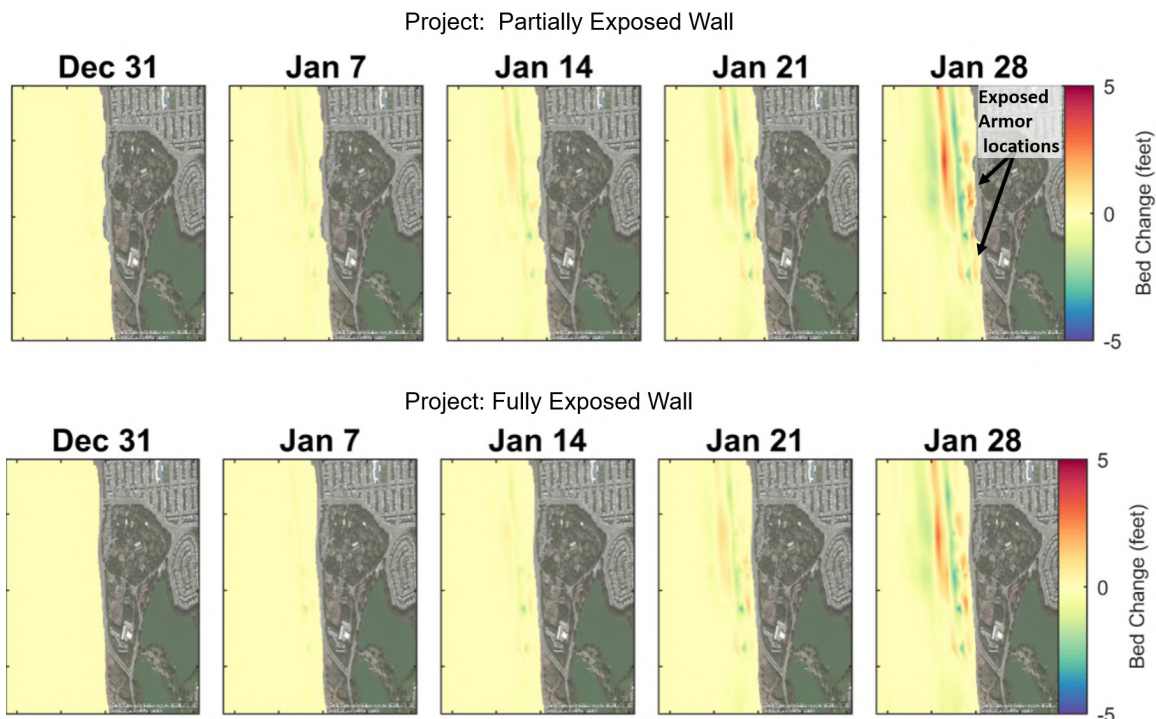 Project: Partially Exposed Wall
Dec 31
Jan 7
Jan 14
Jan 21
Jan 28
Exposed
Armor
locations
5
0
-5
Bed Change (feet)
Project: Fully Exposed Wall
Dec 31
Jan 7
Jan 14
Jan 21
Jan 28
5
0
-5
Bed Change (feet)